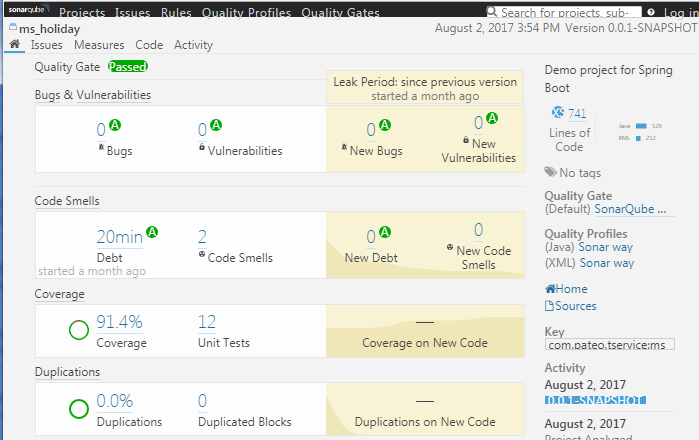 sonarqube Projects Issues Rules Quality Profiles Quality Gates Search for projects, sub- ? Log in
ms_holiday August 2, 2017 3:54 PM Version 0.0.1-SNAPSHOT
Issues Measures Code Activity
Quality Gate Passed
Leak Period: since previous version
started a month ago
Bugs & Vulnerabilities
0 A 0 A 0 A 0 A
Bugs Vulnerabilities New Bugs New
Vulnerabilities
Code Smells
20min A 2 0 A 0
Debt Code Smells New Debt New Code
Smells
started a month ago
Coverage
91.4% 12 —
Coverage Unit Tests Coverage on New Code
Duplications
0.0% 0 —
Duplications Duplicated Blocks Duplications on New Code
Demo project for Spring
Boot
XS 741
Lines of
Code
Java 529
XML 212
No tags
Quality Gate
(Default) SonarQube ...
Quality Profiles
(Java) Sonar way
(XML) Sonar way
Home
Sources
Key
com.pateo.tservice:ms
Activity
August 2, 2017
0.0.1-SNAPSHOT
August 2, 2017
Project Analyzed